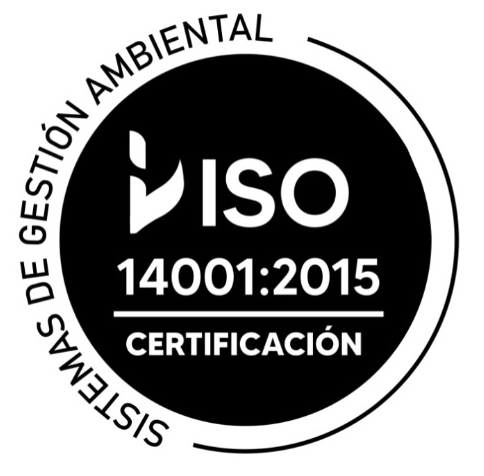 SISTEMAS DE GESTIÓN AMBIENTAL
ISO
14001:2015
CERTIFICACIÓN